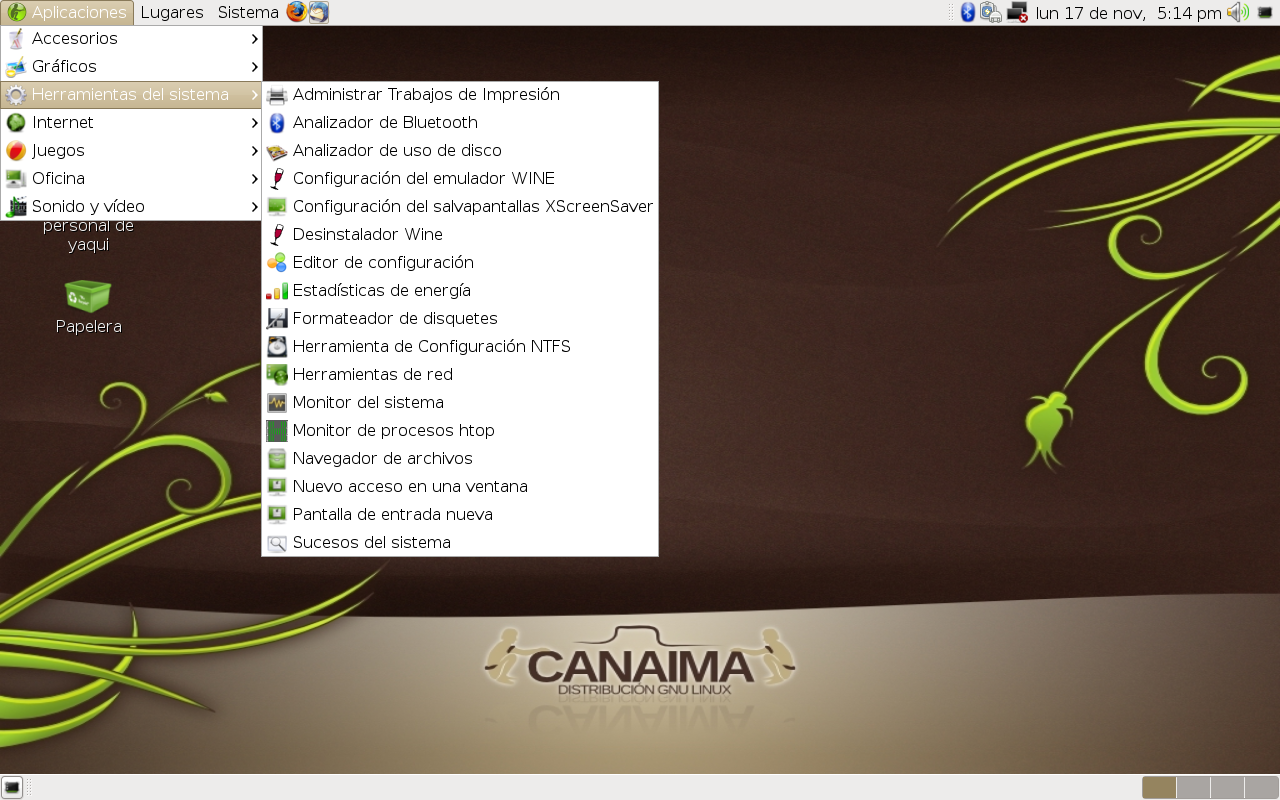 Aplicaciones Lugares Sistema lun 17 de nov, 5:14 pm
Accesorios
Gráficos
Herramientas del sistema
Internet
Juegos
Oficina
Sonido y vídeo
Administrar Trabajos de Impresión
Analizador de Bluetooth
Analizador de uso de disco
Configuración del emulador WINE
Configuración del salvapantallas XScreenSaver
Desinstalador Wine
Editor de configuración
Estadísticas de energía
Formateador de disquetes
Herramienta de Configuración NTFS
Herramientas de red
Monitor del sistema
Monitor de procesos htop
Navegador de archivos
Nuevo acceso en una ventana
Pantalla de entrada nueva
Sucesos del sistema
personal de
yaqui
Papelera
CANAIMA
DISTRIBUCIÓN GNU LINUX